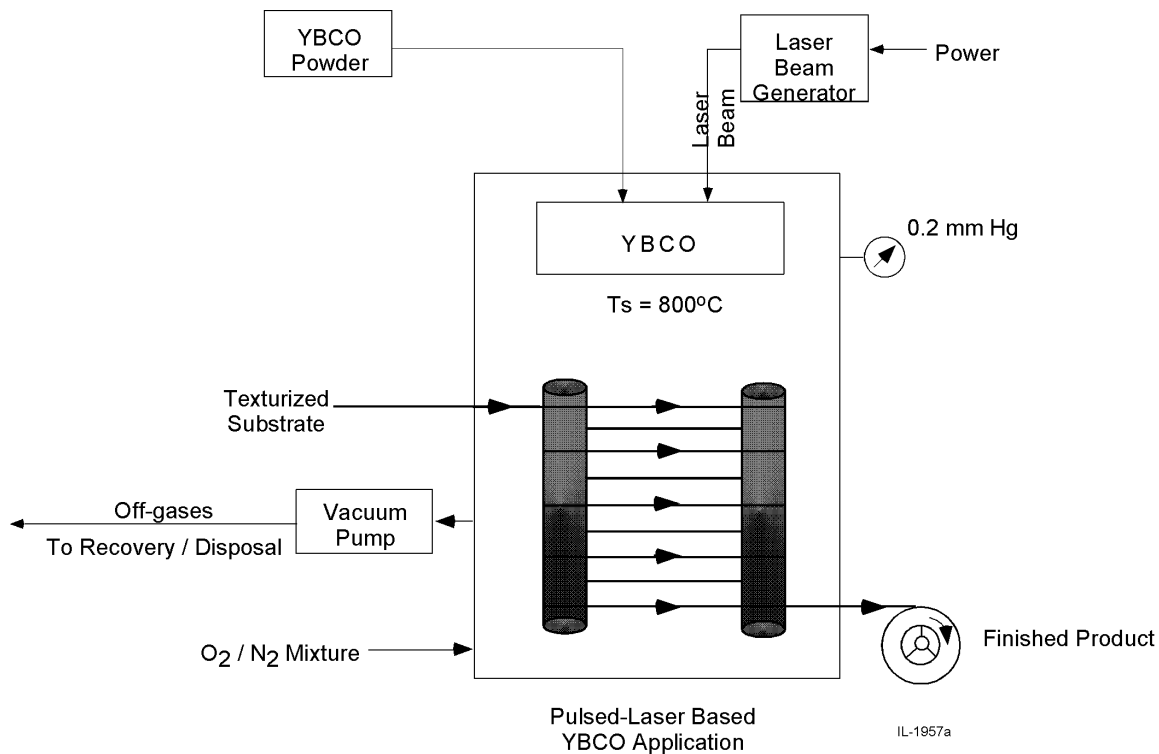 YBCO
Powder
Laser
Beam
Generator
Power
Laser
Beam
YBCO
0.2 mm Hg
Ts = 800ºC
Texturized
Substrate
Off-gases
To Recovery / Disposal
Vacuum
Pump
O2 / N2 Mixture
Finished Product
Pulsed-Laser Based
YBCO Application
IL-1957a